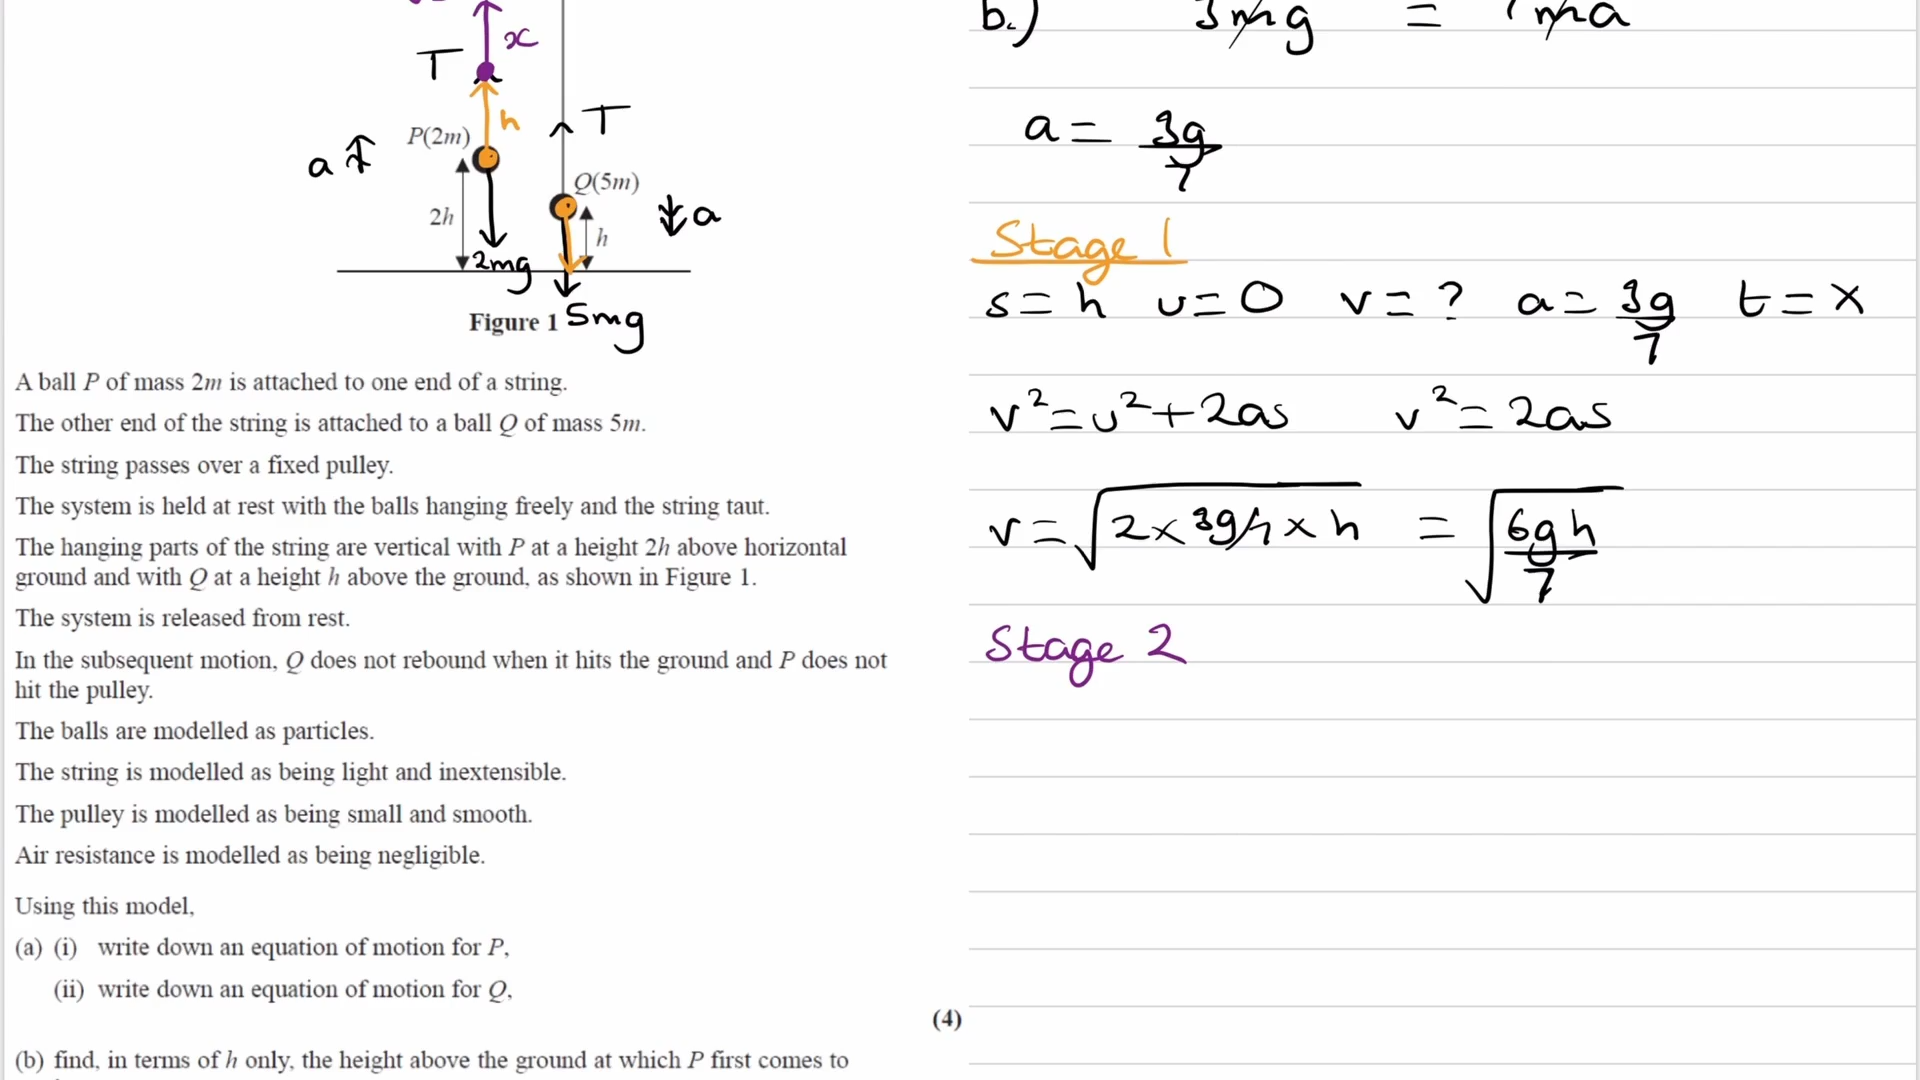 x
T
h
T
P(2m)
a
Q(5m)
a
2h
h
2mg
Figure 1 5mg
A ball P of mass 2m is attached to one end of a string.
The other end of the string is attached to a ball Q of mass 5m.
The string passes over a fixed pulley.
The system is held at rest with the balls hanging freely and the string taut.
The hanging parts of the string are vertical with P at a height 2h above horizontal
ground and with Q at a height h above the ground, as shown in Figure 1.
The system is released from rest.
In the subsequent motion, Q does not rebound when it hits the ground and P does not
hit the pulley.
The balls are modelled as particles.
The string is modelled as being light and inextensible.
The pulley is modelled as being small and smooth.
Air resistance is modelled as being negligible.
Using this model,
(a) (i) write down an equation of motion for P,
(ii) write down an equation of motion for Q,
(4)
(b) find, in terms of h only, the height above the ground at which P first comes to
b.) 3mg = 7ma
a = 3g/7
Stage 1
s = h u = 0 v = ? a = 3g/7 t = x
v² = u² + 2as v² = 2as
v = √2 × 3g/7 × h = √6gh/7
Stage 2